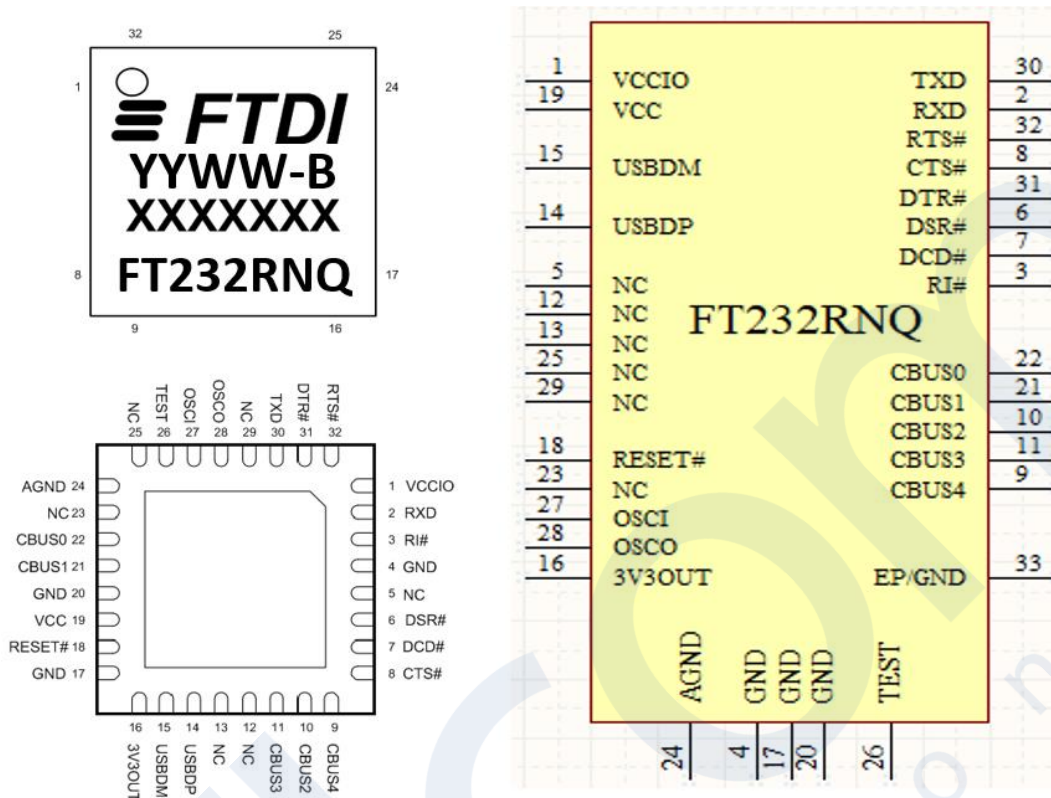 32 25
1 24
FTDI
YYWW-B
XXXXXXX
FT232RNQ
8 17
9 16
NC 25
TEST 26
OSCI 27
OSCO 28
NC 29
TXD 30
DTR# 31
RTS# 32
AGND 24
NC 23
CBUS0 22
CBUS1 21
GND 20
VCC 19
RESET# 18
GND 17
1 VCCIO
2 RXD
3 RI#
4 GND
5 NC
6 DSR#
7 DCD#
8 CTS#
16 3V3OUT
15 USBDM
14 USBDP
13 NC
12 NC
11 CBUS3
10 CBUS2
9 CBUS4
1 VCCIO
19 VCC
15 USBDM
14 USBDP
5 NC
12 NC
13 NC
25 NC
29 NC
18 RESET#
23 NC
27 OSCI
28 OSCO
16 3V3OUT
FT232RNQ
TXD 30
RXD 2
RTS# 32
CTS# 8
DTR# 31
DSR# 6
DCD# 7
RI# 3
CBUS0 22
CBUS1 21
CBUS2 10
CBUS3 11
CBUS4 9
EP/GND 33
AGND 24
GND 4
GND 17
GND 20
TEST 26